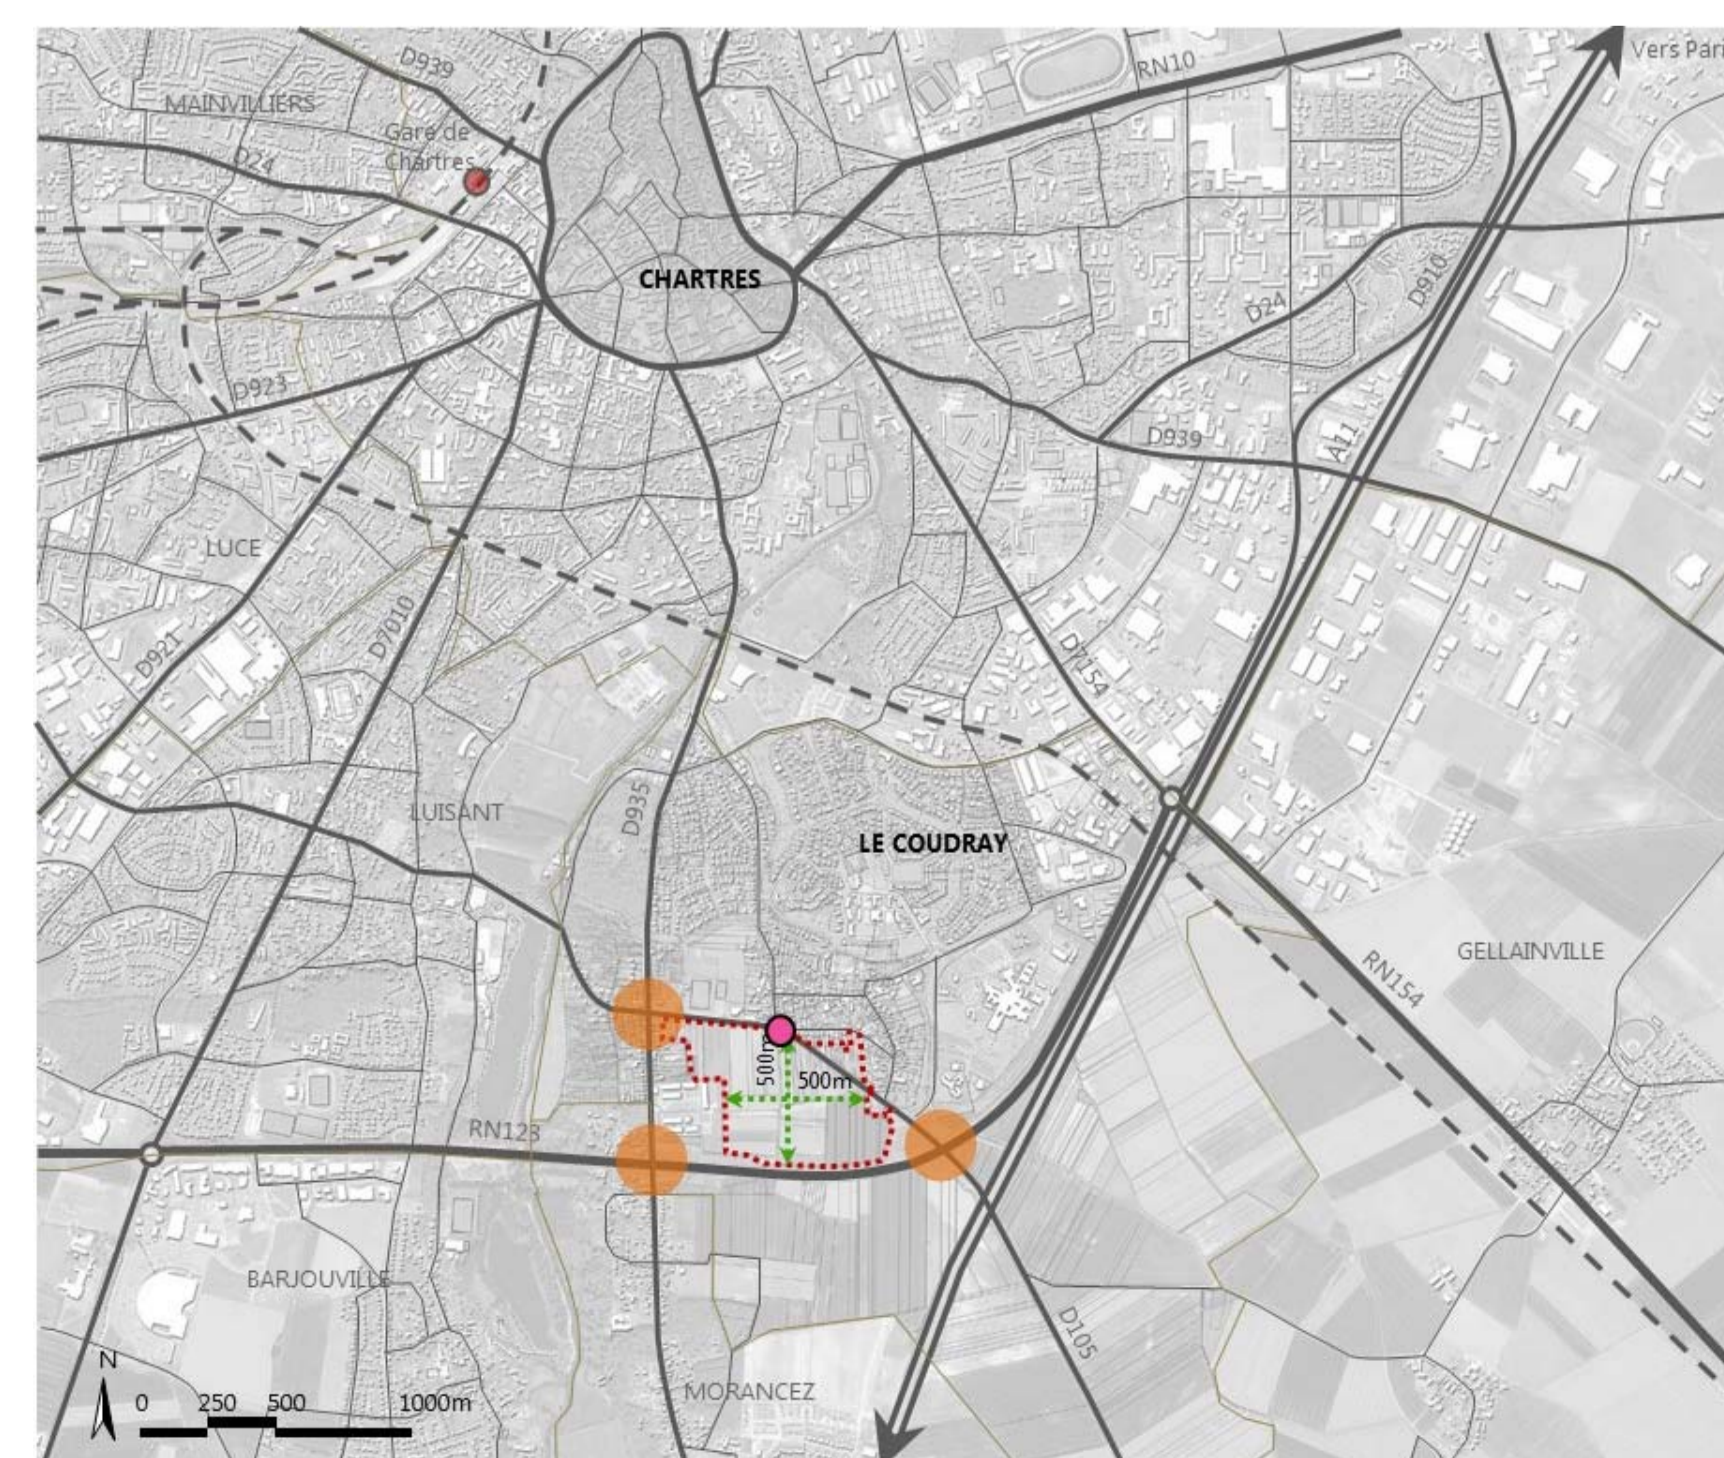 Vers Pari
D939
RN10
MAINVILLIERS
Gare de
Chartres
D24
CHARTRES
D910
D24
D923
D939
A11
LUCE
D7010
D921
D7154
D935
LUISANT
LE COUDRAY
GELLAINVILLE
RN154
500m
500m
RN123
BARJOUVILLE
D105
MORANCEZ
N
0 250 500 1000m